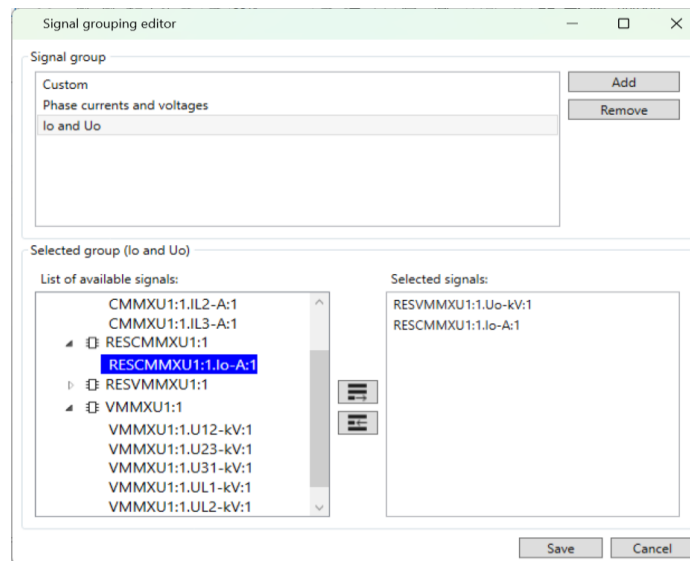 Signal grouping editor
Signal group
Custom
Phase currents and voltages
Io and Uo
Add
Remove
Selected group (Io and Uo)
List of available signals:
CMMXU1:1.IL2-A:1
CMMXU1:1.IL3-A:1
RESCMMXU1:1
RESCMMXU1:1.Io-A:1
RESVMMXU1:1
VMMXU1:1
VMMXU1:1.U12-kV:1
VMMXU1:1.U23-kV:1
VMMXU1:1.U31-kV:1
VMMXU1:1.UL1-kV:1
VMMXU1:1.UL2-kV:1
Selected signals:
RESVMMXU1:1.Uo-kV:1
RESCMMXU1:1.Io-A:1
Save
Cancel